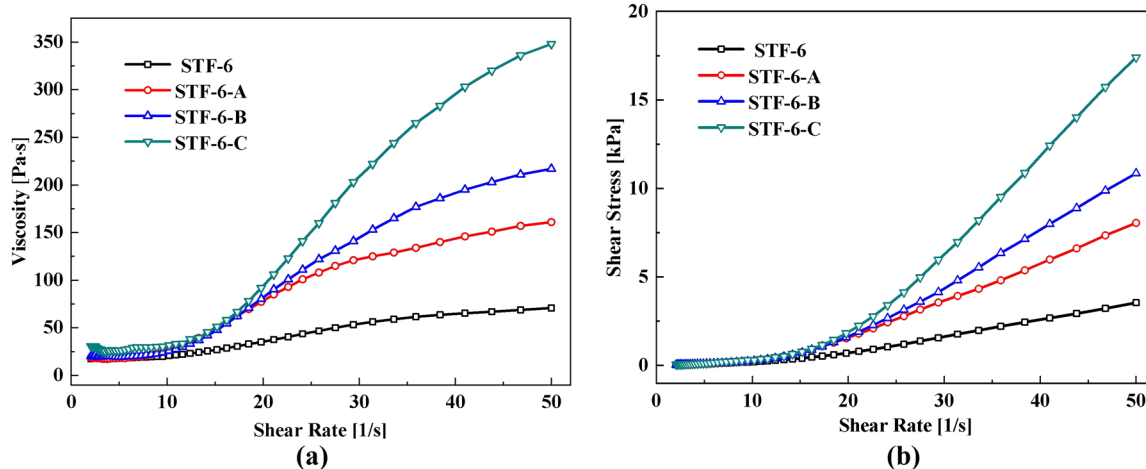 350
300
250
200
150
100
50
0
Viscosity [Pa·s]
STF-6
STF-6-A
STF-6-B
STF-6-C
0 10 20 30 40 50
Shear Rate [1/s]
(a)
20
15
10
5
0
Shear Stress [kPa]
STF-6
STF-6-A
STF-6-B
STF-6-C
0 10 20 30 40 50
Shear Rate [1/s]
(b)